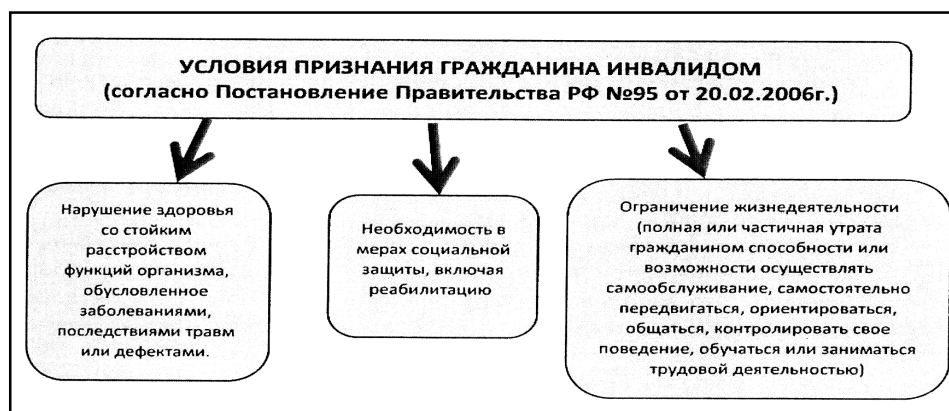 УСЛОВИЯ ПРИЗНАНИЯ ГРАЖДАНИНА ИНВАЛИДОМ
(согласно Постановление Правительства РФ №95 от 20.02.2006г.)
Нарушение здоровья
со стойким
расстройством
функций организма,
обусловленное
заболеваниями,
последствиями травм
или дефектами.
Необходимость в
мерах социальной
защиты, включая
реабилитацию
Ограничение жизнедеятельности
(полная или частичная утрата
гражданином способности или
возможности осуществлять
самообслуживание, самостоятельно
передвигаться, ориентироваться,
общаться, контролировать свое
поведение, обучаться или заниматься
трудовой деятельностью)